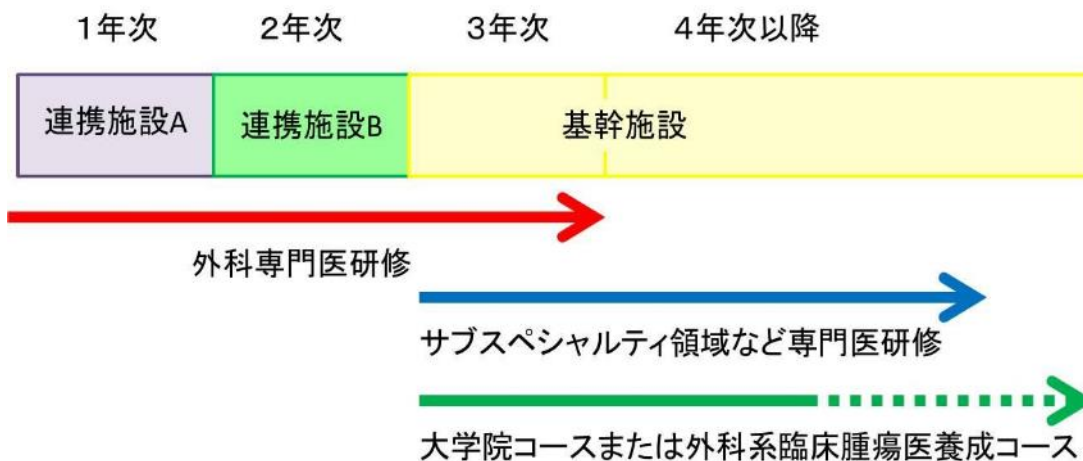 １年次 ２年次 ３年次 ４年次以降
連携施設A 連携施設B 基幹施設
外科専門医研修
サブスペシャルティ領域など専門医研修
大学院コースまたは外科系臨床腫瘍医養成コース